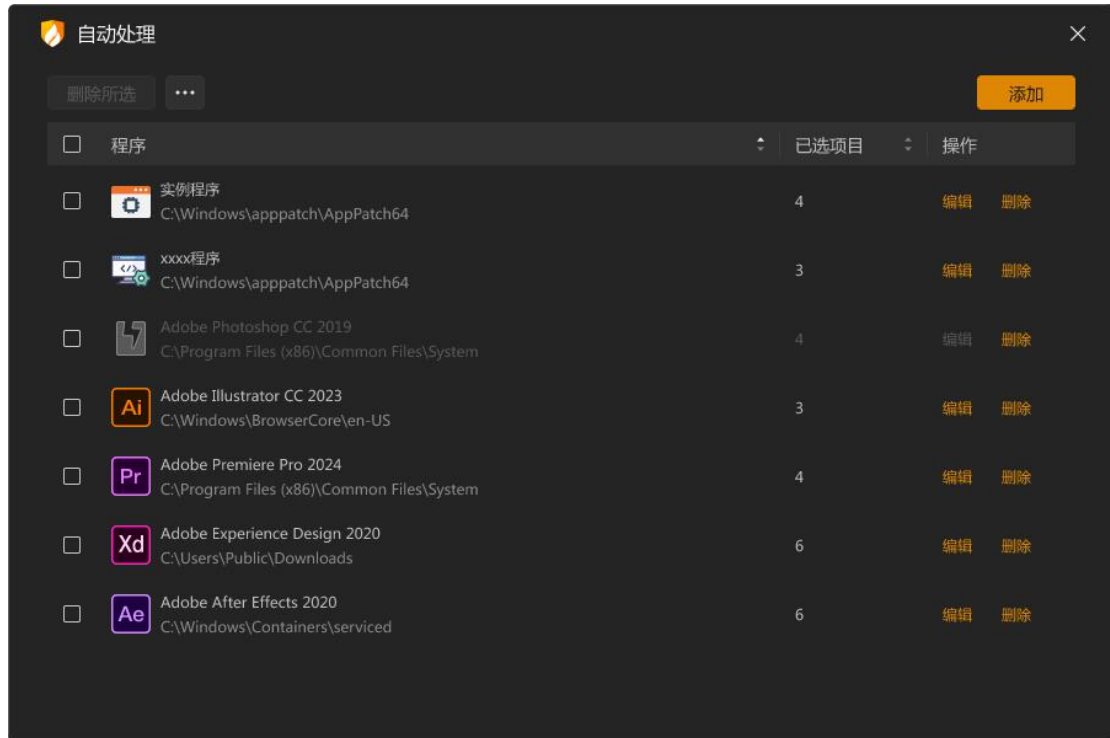 自动处理
删除所选 ···
添加
程序 已选项目 操作
实例程序
C:\Windows\apppatch\AppPatch64
4 编辑 删除
xxxx程序
C:\Windows\apppatch\AppPatch64
3 编辑 删除
Adobe Photoshop CC 2019
C:\Program Files (x86)\Common Files\System
4 编辑 删除
Ai
Adobe Illustrator CC 2023
C:\Windows\BrowserCore\en-US
3 编辑 删除
Pr
Adobe Premiere Pro 2024
C:\Program Files (x86)\Common Files\System
4 编辑 删除
Xd
Adobe Experience Design 2020
C:\Users\Public\Downloads
6 编辑 删除
Ae
Adobe After Effects 2020
C:\Windows\Containers\serviced
6 编辑 删除